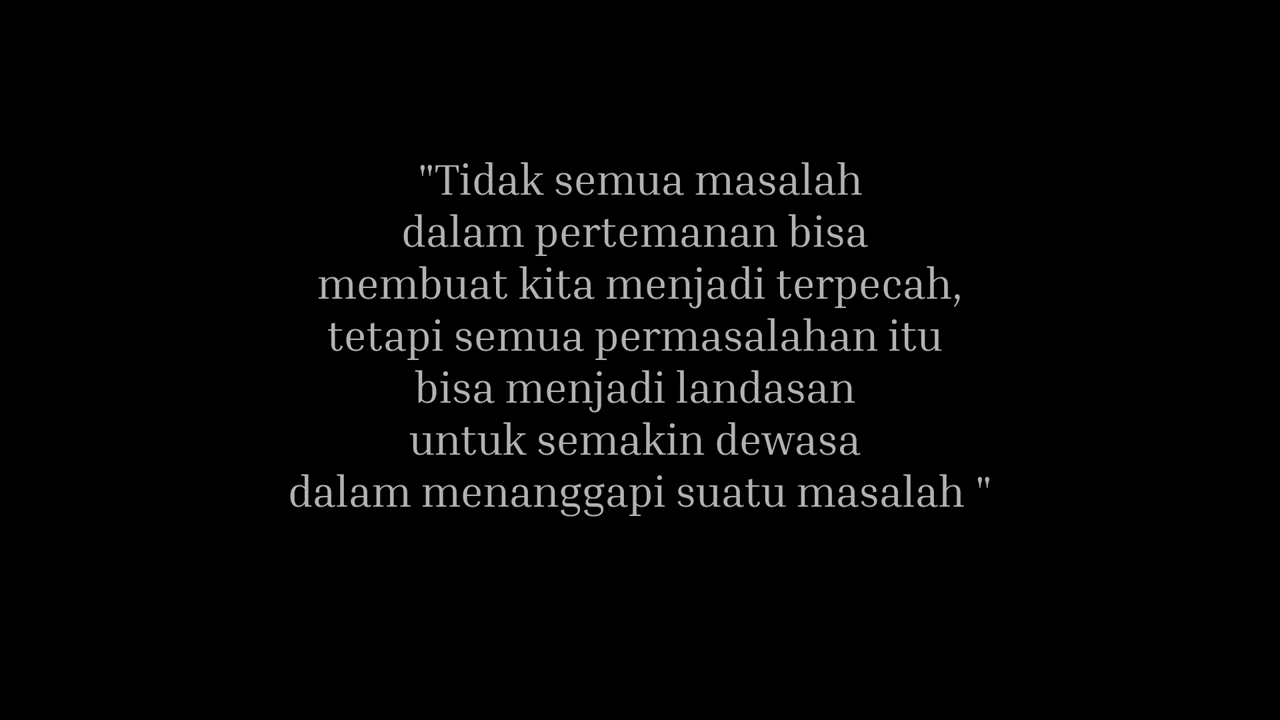 "Tidak semua masalah
dalam pertemanan bisa
membuat kita menjadi terpecah,
tetapi semua permasalahan itu
bisa menjadi landasan
untuk semakin dewasa
dalam menanggapi suatu masalah "